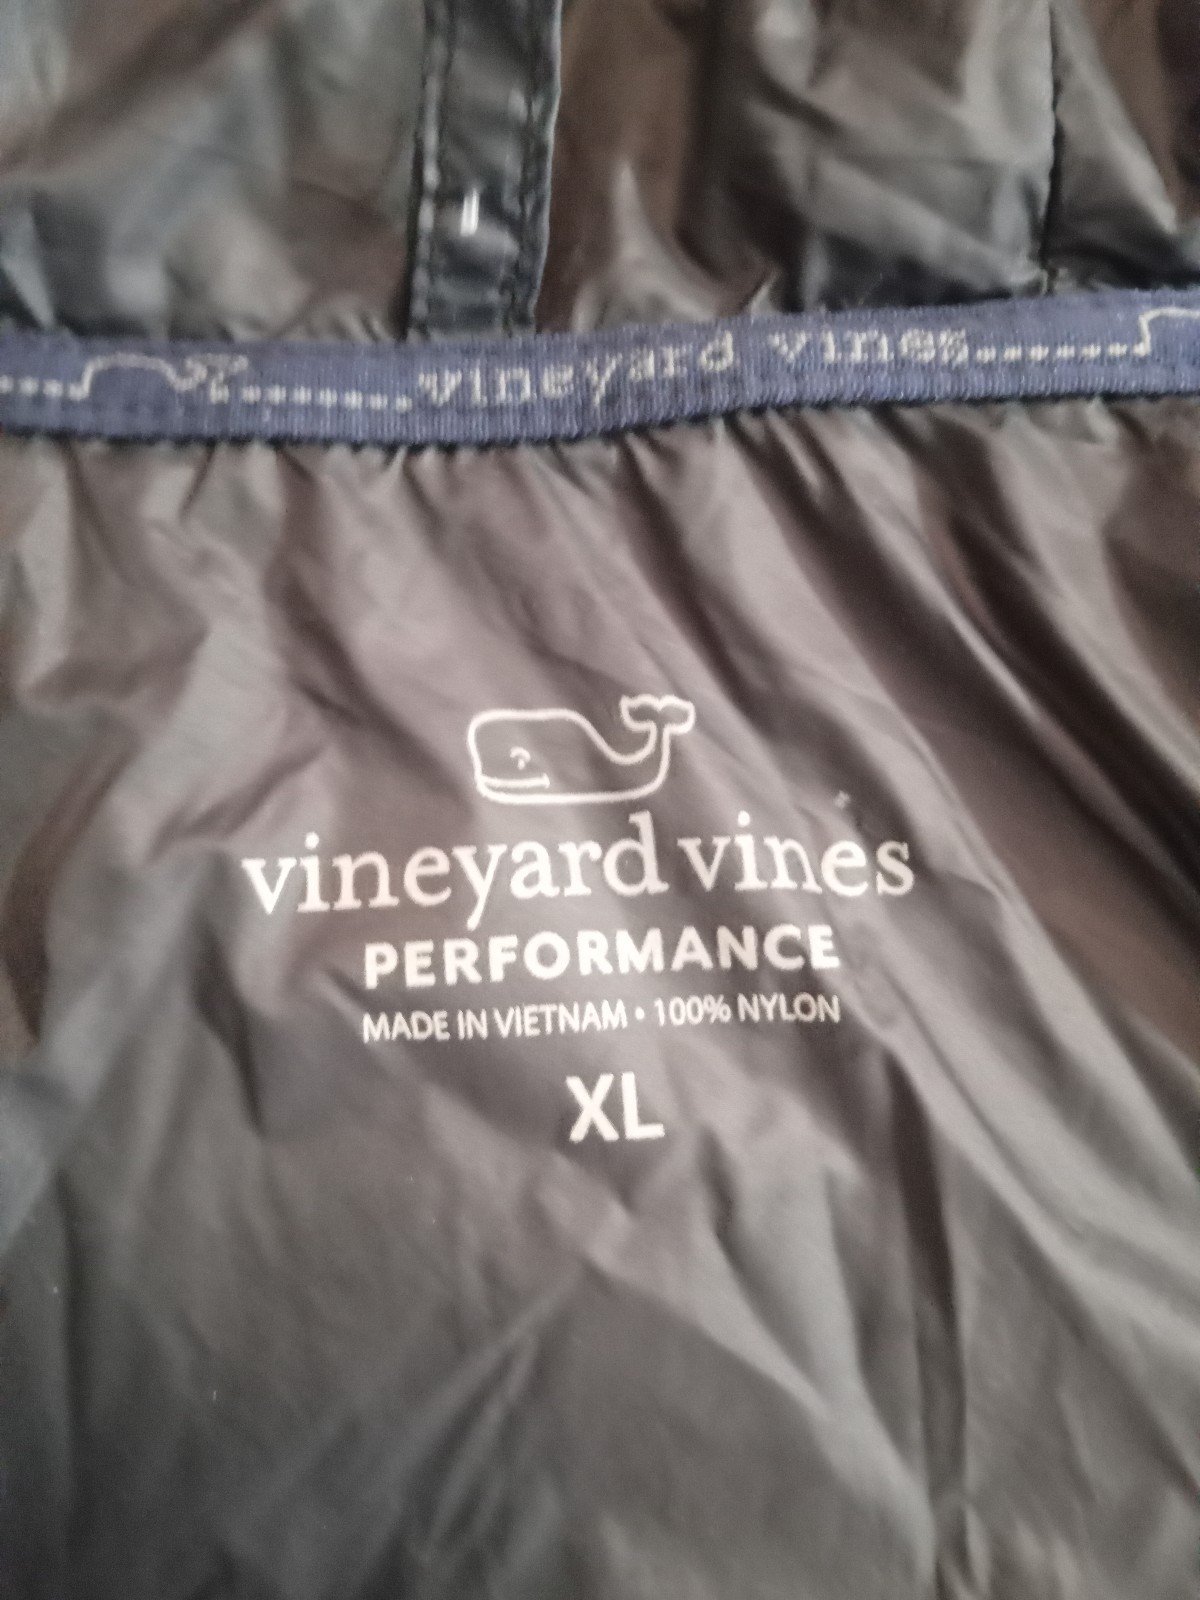 vineyard vines
vineyard vines
PERFORMANCE
MADE IN VIETNAM • 100% NYLON
XL